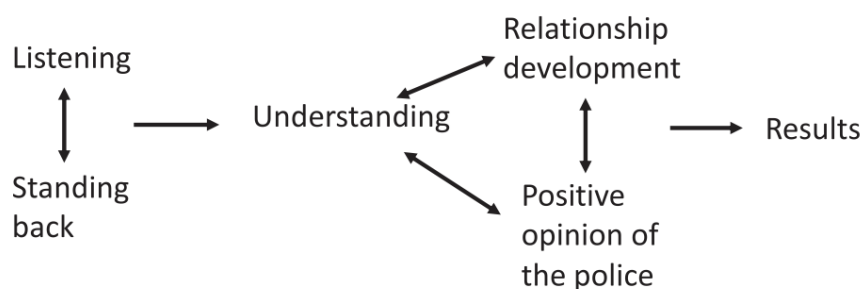 Listening
Standing
back
Understanding
Relationship
development
Positive
opinion of
the police
Results